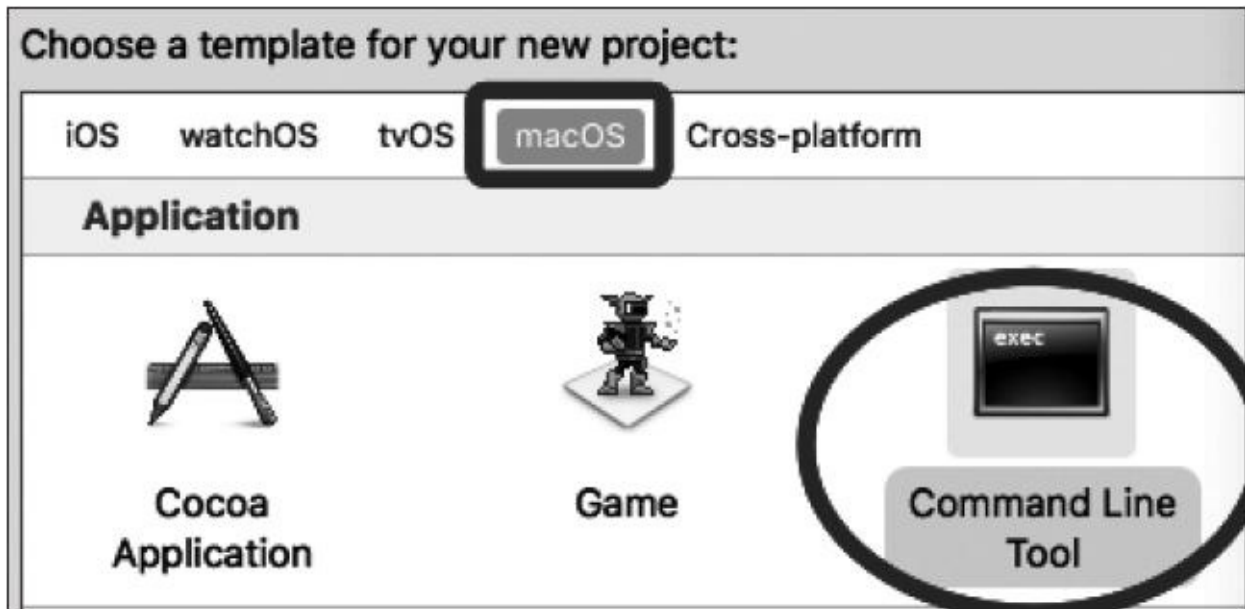 Choose a template for your new project:
iOS watchOS tvOS macOS Cross-platform
Application
exec
Cocoa Application
Game
Command Line Tool